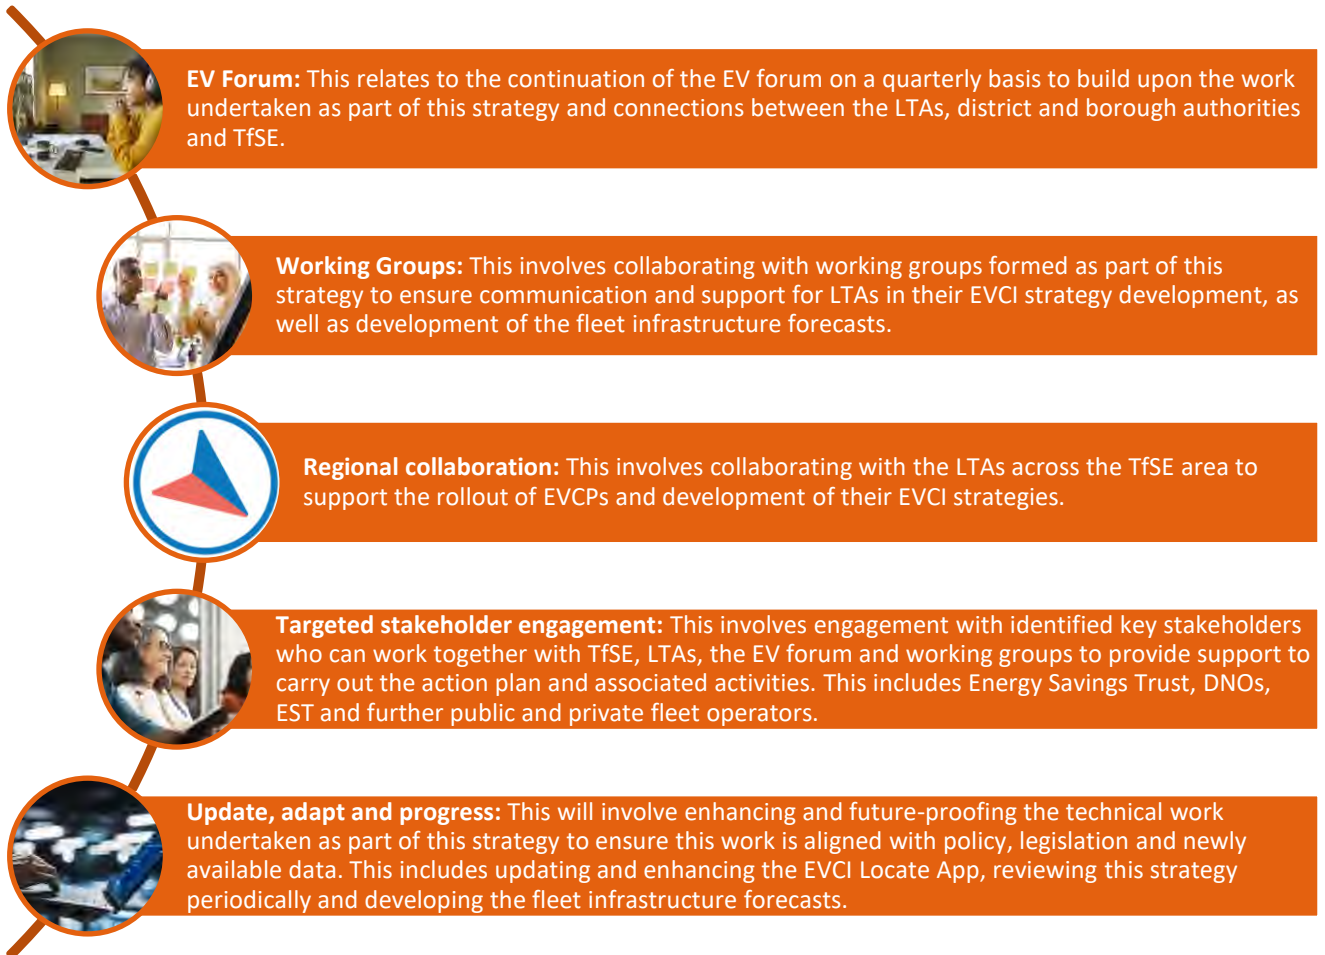 EV Forum: This relates to the continuation of the EV forum on a quarterly basis to build upon the work
undertaken as part of this strategy and connections between the LTAs, district and borough authorities
and TfSE.
Working Groups: This involves collaborating with working groups formed as part of this
strategy to ensure communication and support for LTAs in their EVCI strategy development, as
well as development of the fleet infrastructure forecasts.
Regional collaboration: This involves collaborating with the LTAs across the TfSE area to
support the rollout of EVCPs and development of their EVCI strategies.
Targeted stakeholder engagement: This involves engagement with identified key stakeholders
who can work together with TfSE, LTAs, the EV forum and working groups to provide support to
carry out the action plan and associated activities. This includes Energy Savings Trust, DNOs,
EST and further public and private fleet operators.
Update, adapt and progress: This will involve enhancing and future-proofing the technical work
undertaken as part of this strategy to ensure this work is aligned with policy, legislation and newly
available data. This includes updating and enhancing the EVCI Locate App, reviewing this strategy
periodically and developing the fleet infrastructure forecasts.